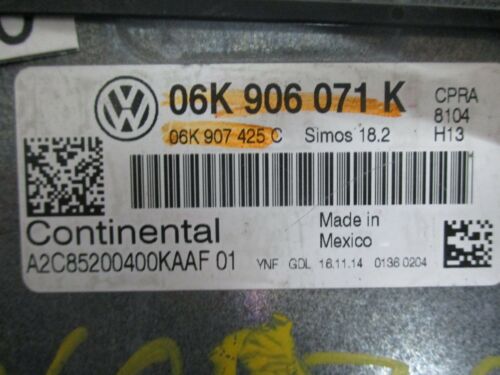 06K 906 071 K
CPRA
8104
H13
06K 907 425 C Simos 18.2
Continental
Made in
Mexico
A2C85200400KAAF 01
YNF GDL 16.11.14 0136 0204